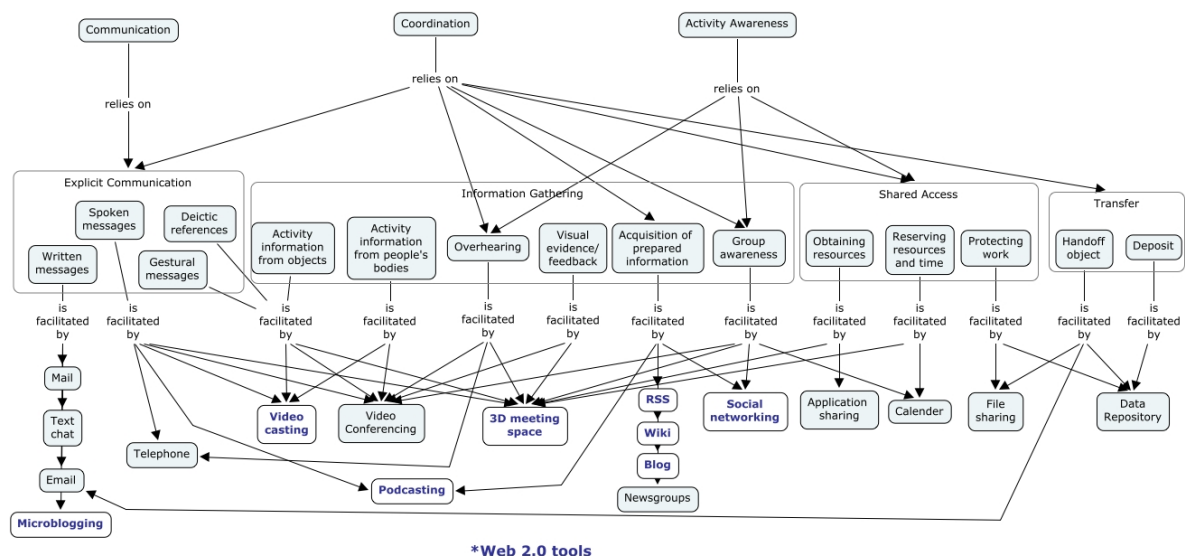 Communication
Coordination
Activity Awareness
relies on
relies on
relies on
Explicit Communication
Information Gathering
Shared Access
Transfer
Spoken
messages
Deictic
references
Written
messages
Gestural
messages
Activity
information
from objects
Activity
information
from people's
bodies
Overhearing
Visual
evidence/
feedback
Acquisition of
prepared
information
Group
awareness
Obtaining
resources
Reserving
resources
and time
Protecting
work
Handoff
object
Deposit
is
facilitated
by
is
facilitated
by
is
facilitated
by
is
facilitated
by
is
facilitated
by
is
facilitated
by
is
facilitated
by
is
facilitated
by
is
facilitated
by
is
facilitated
by
is
facilitated
by
is
facilitated
by
is
facilitated
by
Mail
Text
chat
Email
Microblogging
Telephone
Video
casting
Video
Conferencing
Podcasting
3D meeting
space
RSS
Wiki
Blog
Newsgroups
Social
networking
Application
sharing
Calender
File
sharing
Data
Repository
*Web 2.0 tools